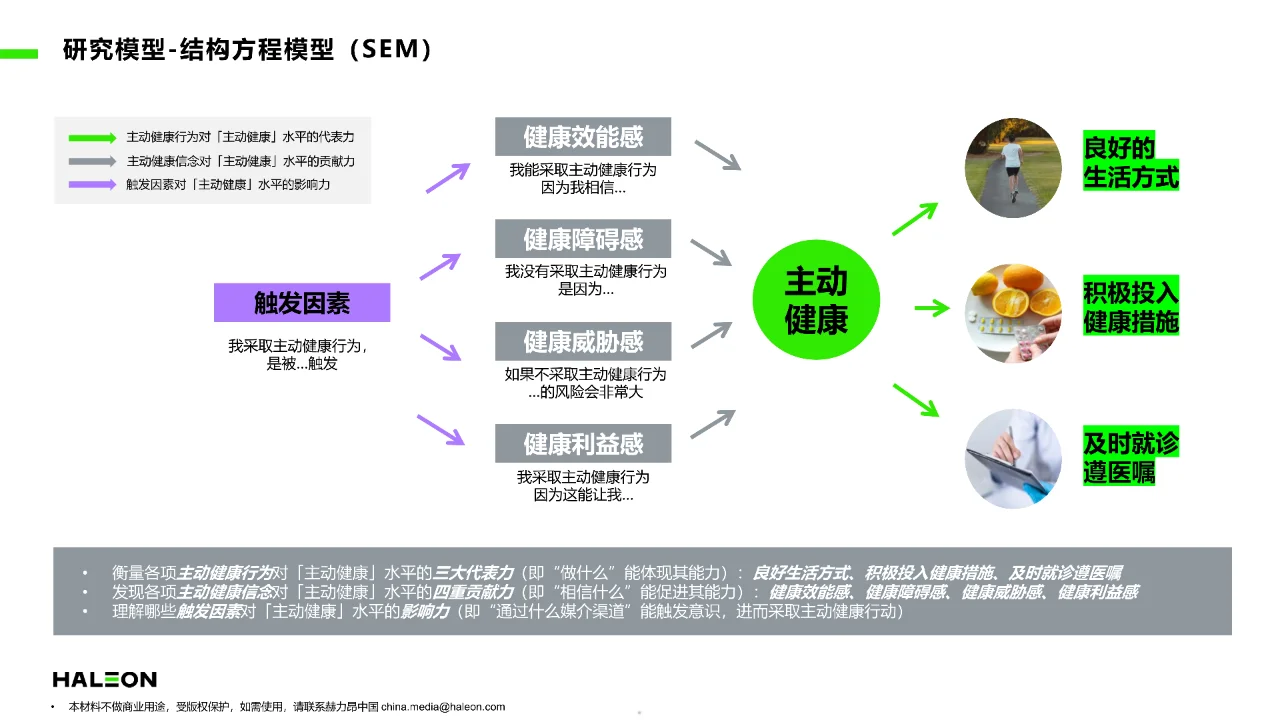 研究模型-结构方程模型（SEM）
主动健康行为对「主动健康」水平的代表力
主动健康信念对「主动健康」水平的贡献力
触发因素对「主动健康」水平的影响力
触发因素
我采取主动健康行为，
是被...触发
健康效能感
我能采取主动健康行为
因为我相信...
健康障碍感
我没有采取主动健康行为
是因为...
健康威胁感
如果不采取主动健康行为
...的风险会非常大
健康利益感
我采取主动健康行为
因为这能让我...
主动
健康
良好的
生活方式
积极投入
健康措施
及时就诊
遵医嘱
• 衡量各项主动健康行为对「主动健康」水平的三大代表力（即“做什么”能体现其能力）：良好生活方式、积极投入健康措施、及时就诊遵医嘱
• 发现各项主动健康信念对「主动健康」水平的四重贡献力（即“相信什么”能促进其能力）：健康效能感、健康障碍感、健康威胁感、健康利益感
• 理解哪些触发因素对「主动健康」水平的影响力（即“通过什么媒介渠道”能触发意识，进而采取主动健康行动）
HALEON
• 本材料不做商业用途，受版权保护，如需使用，请联系赫力昂中国 china.media@haleon.com